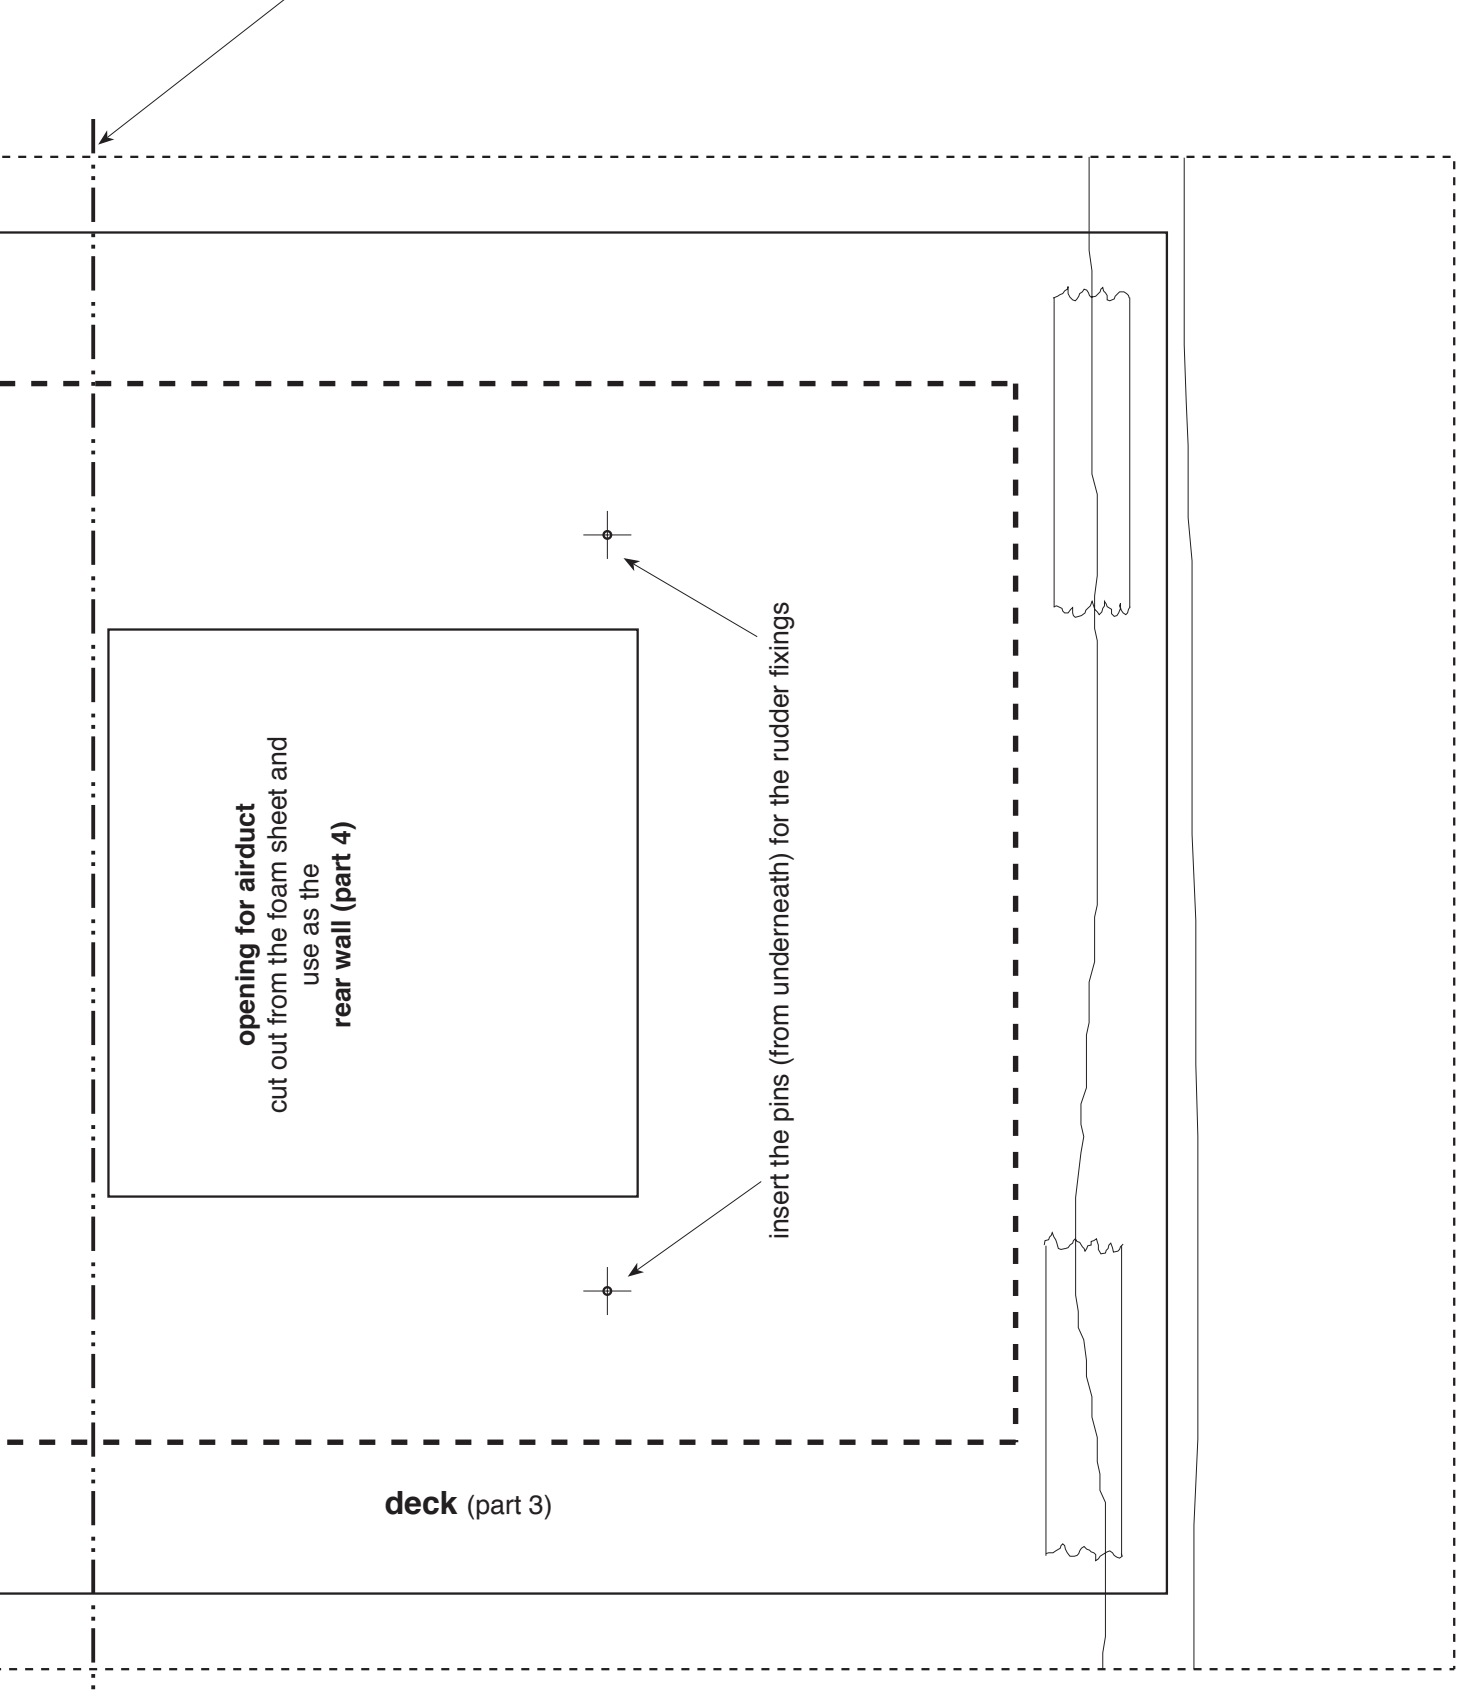 opening for airduct
cut out from the foam sheet and
use as the
rear wall (part 4)
insert the pins (from underneath) for the rudder fixings
deck (part 3)